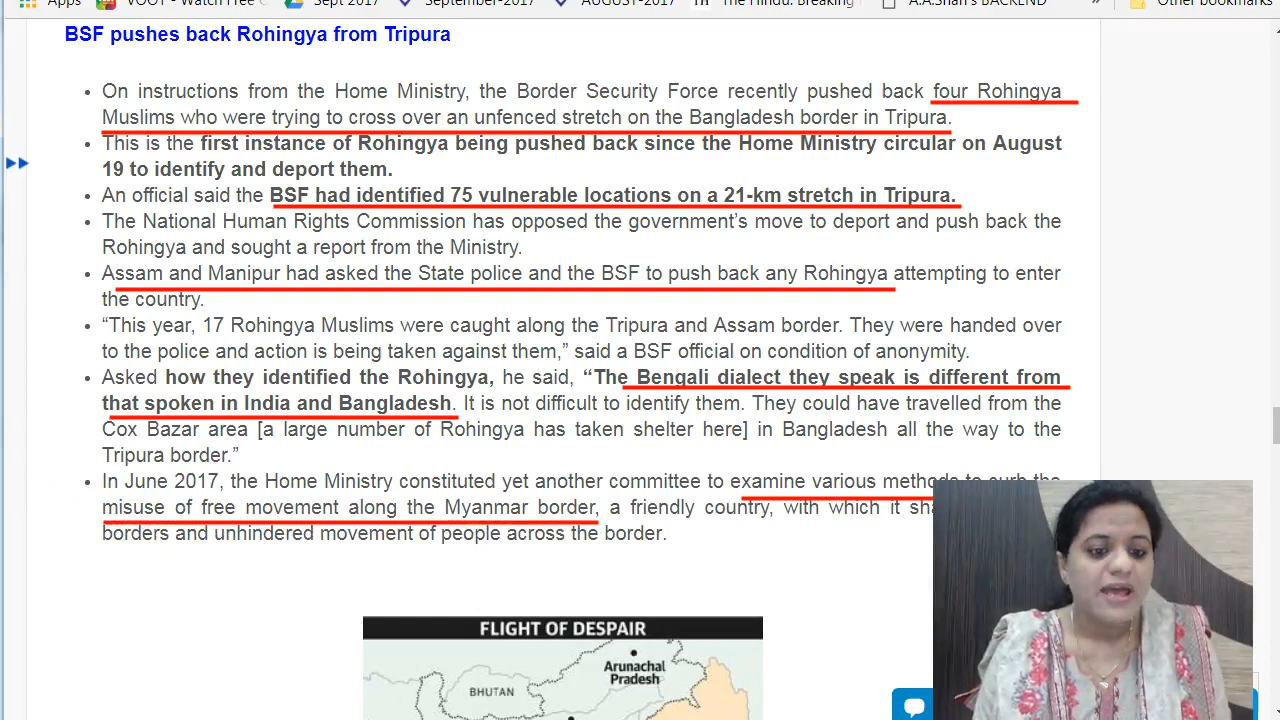 Apps
VOOT - Watch Free
Sept 2017
September-2017
AUGUST-2017
TH
The Hindu: Breaking
A.A.Shah's BACKEND
»
Other bookmarks
BSF pushes back Rohingya from Tripura
• On instructions from the Home Ministry, the Border Security Force recently pushed back four Rohingya
Muslims who were trying to cross over an unfenced stretch on the Bangladesh border in Tripura.
• This is the first instance of Rohingya being pushed back since the Home Ministry circular on August
19 to identify and deport them.
• An official said the BSF had identified 75 vulnerable locations on a 21-km stretch in Tripura.
• The National Human Rights Commission has opposed the government's move to deport and push back the
Rohingya and sought a report from the Ministry.
• Assam and Manipur had asked the State police and the BSF to push back any Rohingya attempting to enter
the country.
• “This year, 17 Rohingya Muslims were caught along the Tripura and Assam border. They were handed over
to the police and action is being taken against them,” said a BSF official on condition of anonymity.
• Asked how they identified the Rohingya, he said, “The Bengali dialect they speak is different from
that spoken in India and Bangladesh. It is not difficult to identify them. They could have travelled from the
Cox Bazar area [a large number of Rohingya has taken shelter here] in Bangladesh all the way to the
Tripura border.”
• In June 2017, the Home Ministry constituted yet another committee to examine various methods to curb the
misuse of free movement along the Myanmar border, a friendly country, with which it
borders and unhindered movement of people across the border.
FLIGHT OF DESPAIR
Arunachal
Pradesh
BHUTAN